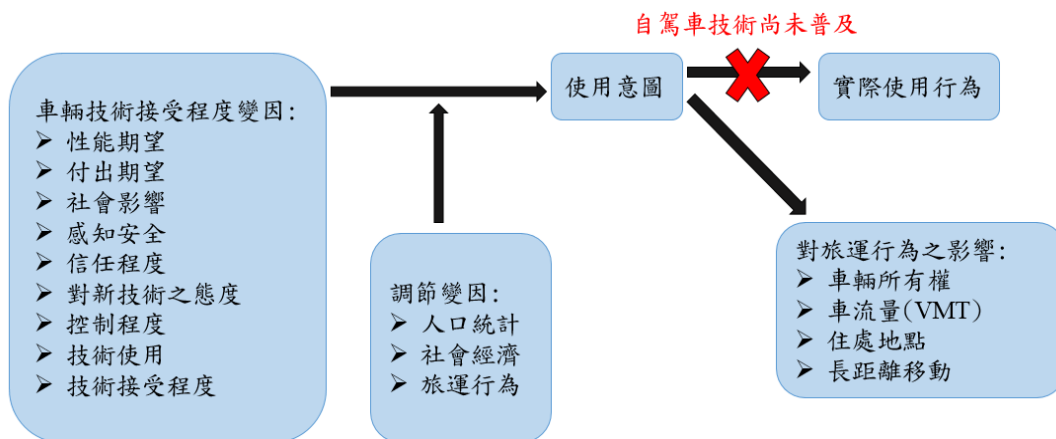 自駕車技術尚未普及
車輛技術接受程度變因:
➤ 性能期望
➤ 付出期望
➤ 社會影響
➤ 感知安全
➤ 信任程度
➤ 對新技術之態度
➤ 控制程度
➤ 技術使用
➤ 技術接受程度
使用意圖
實際使用行為
調節變因:
➤ 人口統計
➤ 社會經濟
➤ 旅運行為
對旅運行為之影響:
➤ 車輛所有權
➤ 車流量(VMT)
➤ 住處地點
➤ 長距離移動